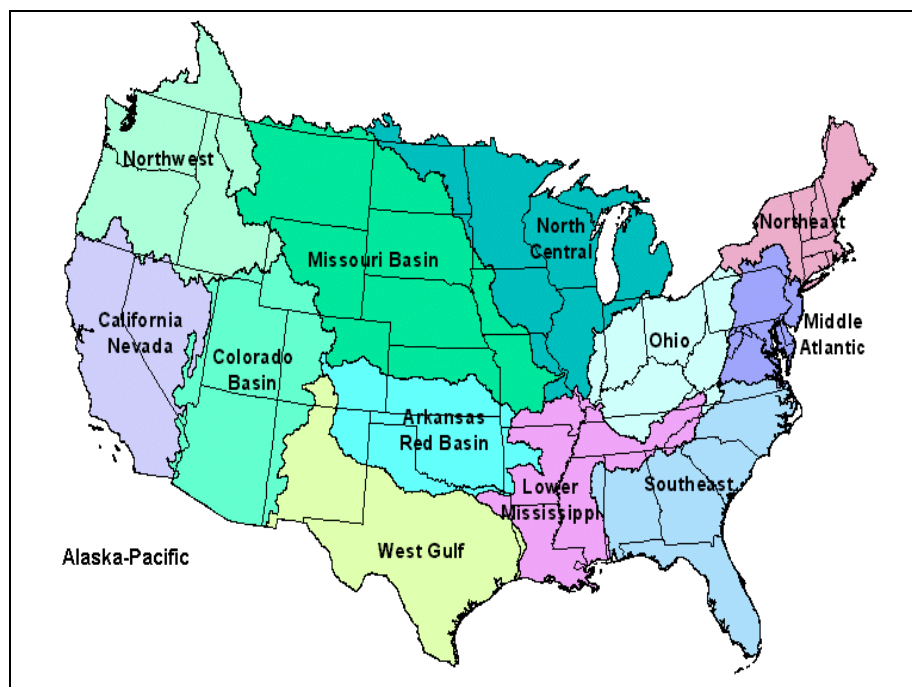 Northwest
North
Central
Northeast
Missouri Basin
California
Nevada
Colorado
Basin
Ohio
Middle
Atlantic
Arkansas
Red Basin
Lower
Mississippi
Southeast
West Gulf
Alaska-Pacific